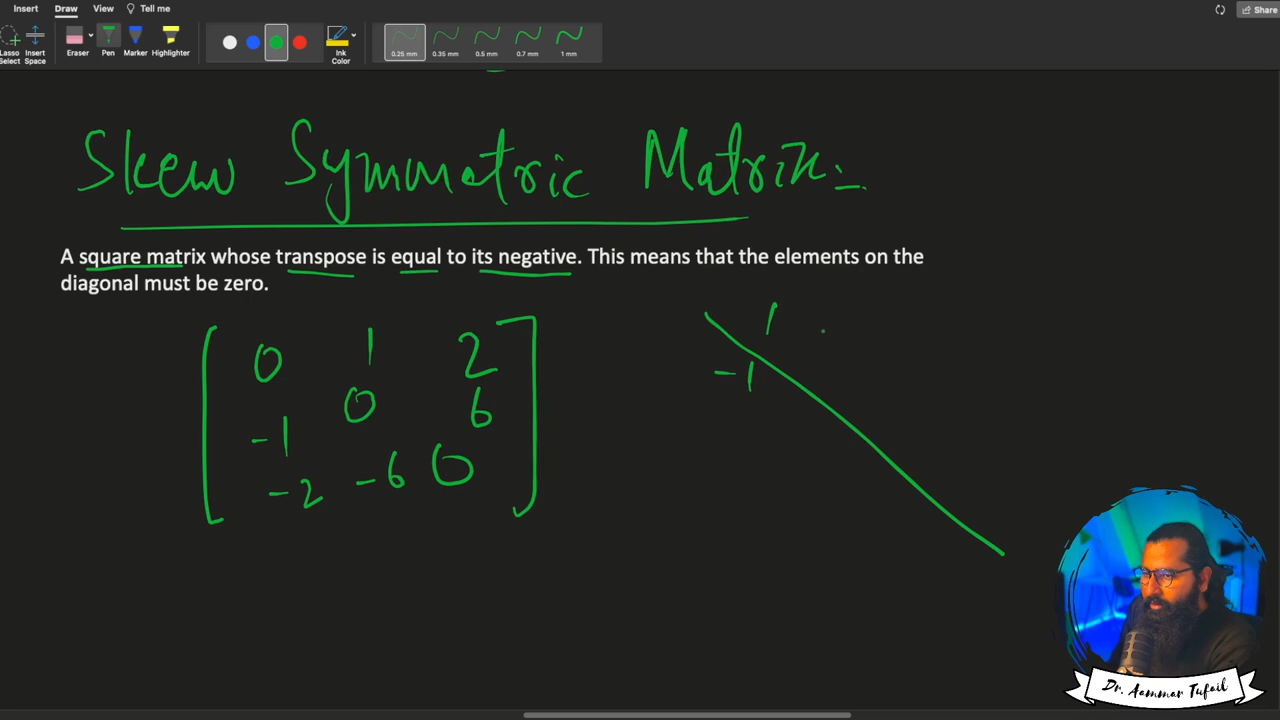 Insert Draw View Tell me Share
Lasso Select Insert Space Eraser Pen Marker Highlighter Ink Color 0.25 mm 0.35 mm 0.5 mm 0.7 mm 1 mm
Skew Symmatric Matrix:
A square matrix whose transpose is equal to its negative. This means that the elements on the
diagonal must be zero.
0 1 2
-1 0 6
-2 -6 0
1
-1
Dr. Aammar Tufail